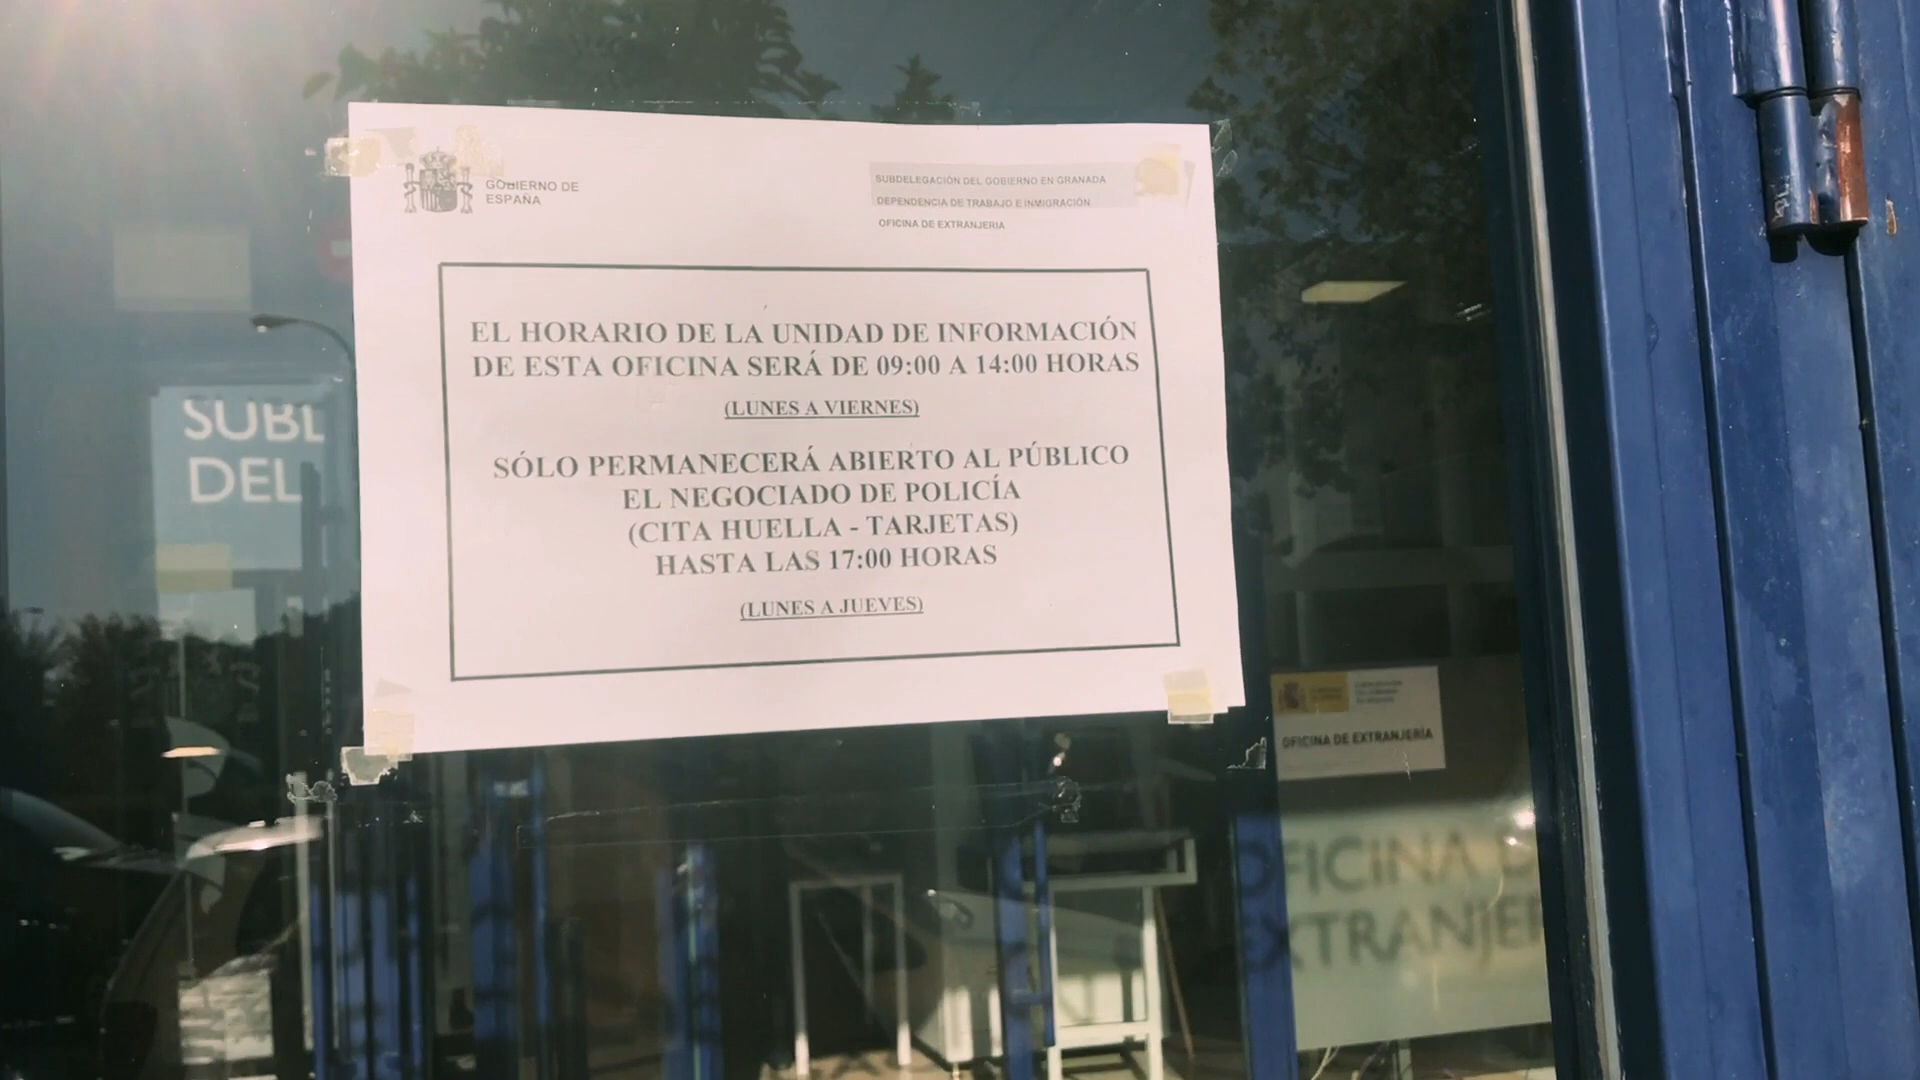 GOBIERNO DE
ESPAÑA
SUBDELEGACIÓN DEL GOBIERNO EN GRANADA
DEPENDENCIA DE TRABAJO E INMIGRACIÓN
OFICINA DE EXTRANJERIA
EL HORARIO DE LA UNIDAD DE INFORMACIÓN
DE ESTA OFICINA SERÁ DE 09:00 A 14:00 HORAS
(LUNES A VIERNES)
SÓLO PERMANECERÁ ABIERTO AL PÚBLICO
EL NEGOCIADO DE POLICÍA
(CITA HUELLA - TARJETAS)
HASTA LAS 17:00 HORAS
(LUNES A JUEVES)
SUBL
DEL
OFICINA DE EXTRANJERÍA
OFICINA D
EXTRANJER